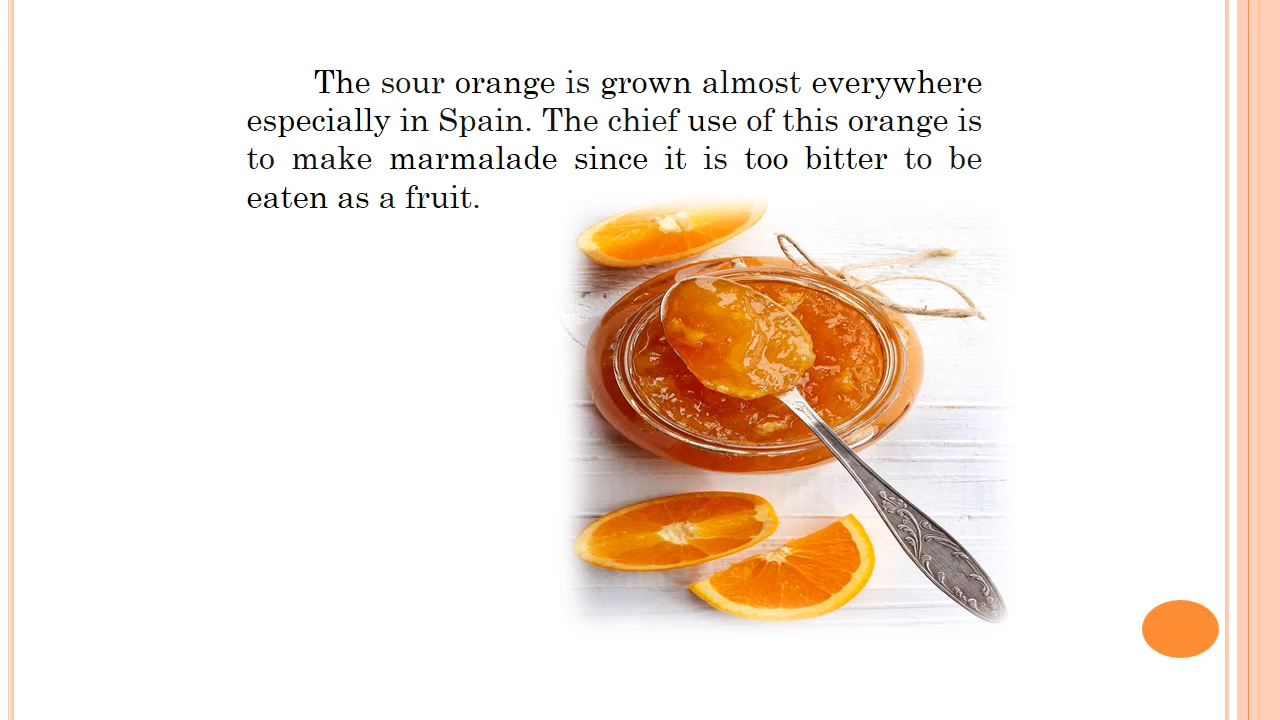 The sour orange is grown almost everywhere
especially in Spain. The chief use of this orange is
to make marmalade since it is too bitter to be
eaten as a fruit.